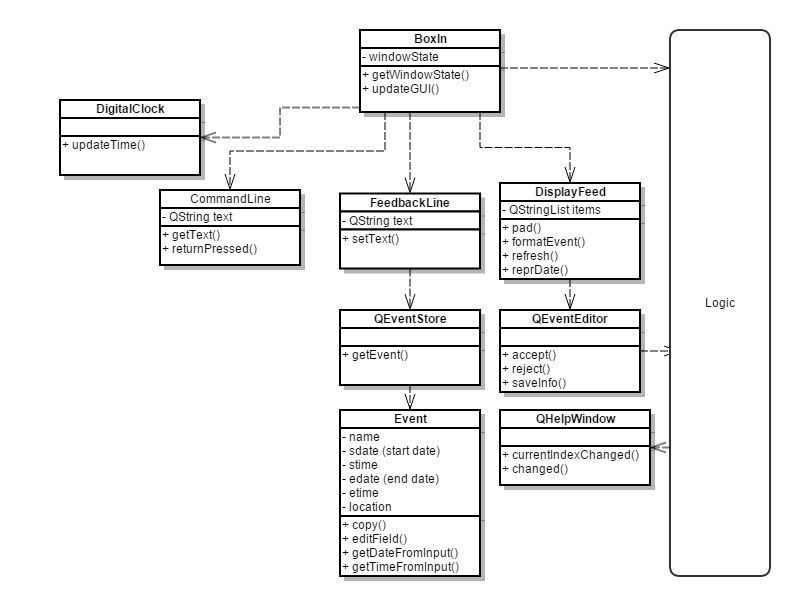 BoxIn
- windowState
+ getWindowState()
+ updateGUI()
DigitalClock
+ updateTime()
CommandLine
- QString text
+ getText()
+ returnPressed()
FeedbackLine
- QString text
+ setText()
DisplayFeed
- QStringList items
+ pad()
+ formatEvent()
+ refresh()
+ reprDate()
Logic
QEventStore
+ getEvent()
QEventEditor
+ accept()
+ reject()
+ saveInfo()
Event
- name
- sdate (start date)
- stime
- edate (end date)
- etime
- location
+ copy()
+ editField()
+ getDateFromInput()
+ getTimeFromInput()
QHelpWindow
+ currentIndexChanged()
+ changed()